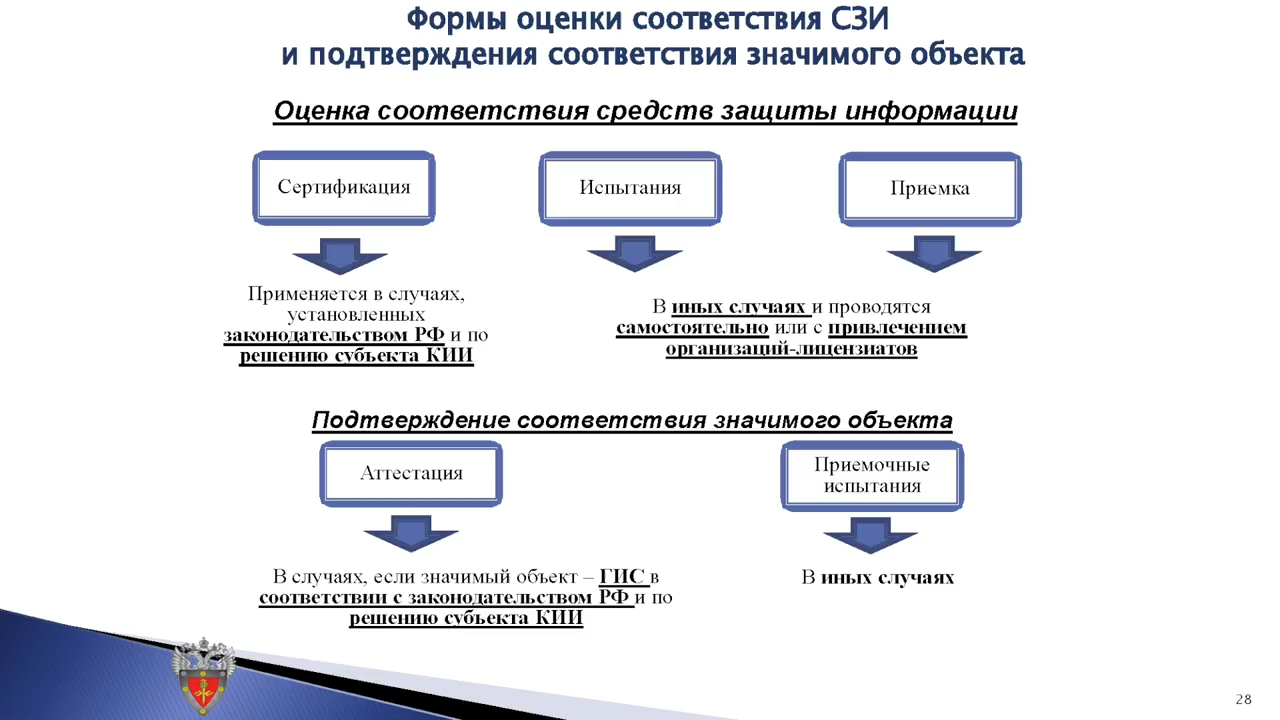 Формы оценки соответствия СЗИ
и подтверждения соответствия значимого объекта
Оценка соответствия средств защиты информации
Сертификация
Испытания
Приемка
Применяется в случаях,
установленных
законодательством РФ и по
решению субъекта КИИ
В иных случаях и проводятся
самостоятельно или с привлечением
организаций-лицензиатов
Подтверждение соответствия значимого объекта
Аттестация
Приемочные
испытания
В случаях, если значимый объект – ГИС в
соответствии с законодательством РФ и по
решению субъекта КИИ
В иных случаях
28